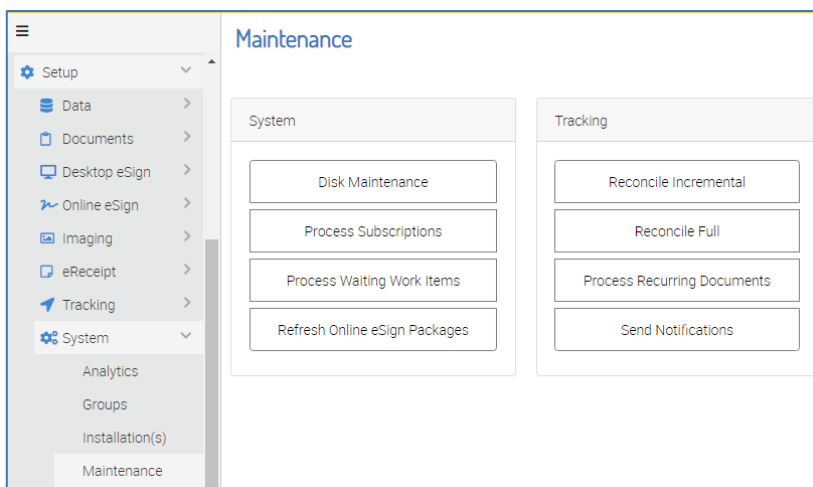 Maintenance
Setup
Data
Documents
Desktop eSign
Online eSign
Imaging
eReceipt
Tracking
System
Analytics
Groups
Installation(s)
Maintenance
System
Disk Maintenance
Process Subscriptions
Process Waiting Work Items
Refresh Online eSign Packages
Tracking
Reconcile Incremental
Reconcile Full
Process Recurring Documents
Send Notifications